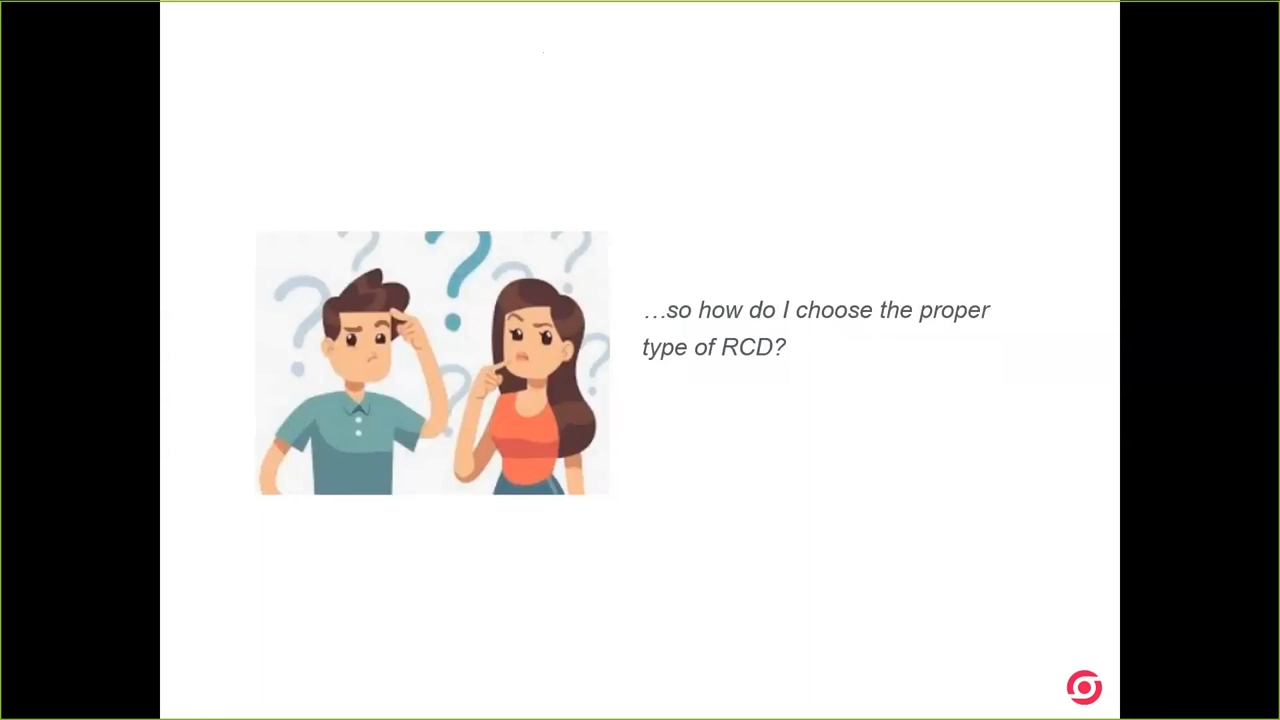 …so how do I choose the proper
type of RCD?